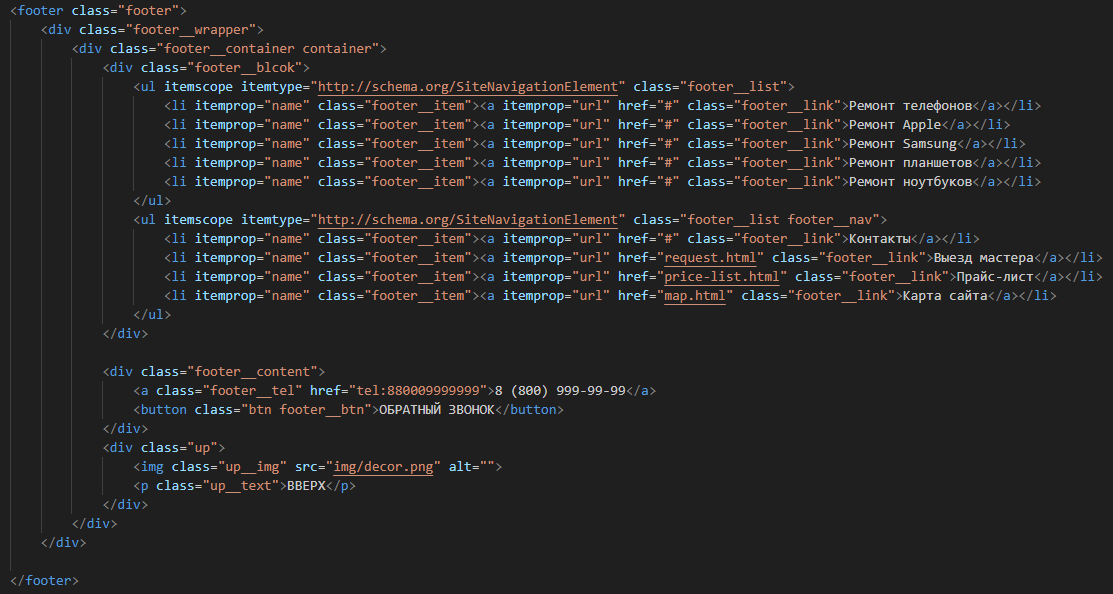 <footer class="footer">
<div class="footer__wrapper">
<div class="footer__container container">
<div class="footer__blcok">
<ul itemscope itemtype="http://schema.org/SiteNavigationElement" class="footer__list">
<li itemprop="name" class="footer__item"><a itemprop="url" href="#" class="footer__link">Ремонт телефонов</a></li>
<li itemprop="name" class="footer__item"><a itemprop="url" href="#" class="footer__link">Ремонт Apple</a></li>
<li itemprop="name" class="footer__item"><a itemprop="url" href="#" class="footer__link">Ремонт Samsung</a></li>
<li itemprop="name" class="footer__item"><a itemprop="url" href="#" class="footer__link">Ремонт планшетов</a></li>
<li itemprop="name" class="footer__item"><a itemprop="url" href="#" class="footer__link">Ремонт ноутбуков</a></li>
</ul>
<ul itemscope itemtype="http://schema.org/SiteNavigationElement" class="footer__list footer__nav">
<li itemprop="name" class="footer__item"><a itemprop="url" href="#" class="footer__link">Контакты</a></li>
<li itemprop="name" class="footer__item"><a itemprop="url" href="request.html" class="footer__link">Выезд мастера</a></li>
<li itemprop="name" class="footer__item"><a itemprop="url" href="price-list.html" class="footer__link">Прайс-лист</a></li>
<li itemprop="name" class="footer__item"><a itemprop="url" href="map.html" class="footer__link">Карта сайта</a></li>
</ul>
</div>
<div class="footer__content">
<a class="footer__tel" href="tel:880009999999">8 (800) 999-99-99</a>
<button class="btn footer__btn">ОБРАТНЫЙ ЗВОНОК</button>
</div>
<div class="up">
<img class="up__img" src="img/decor.png" alt="">
<p class="up__text">ВВЕРХ</p>
</div>
</div>
</div>
</footer>